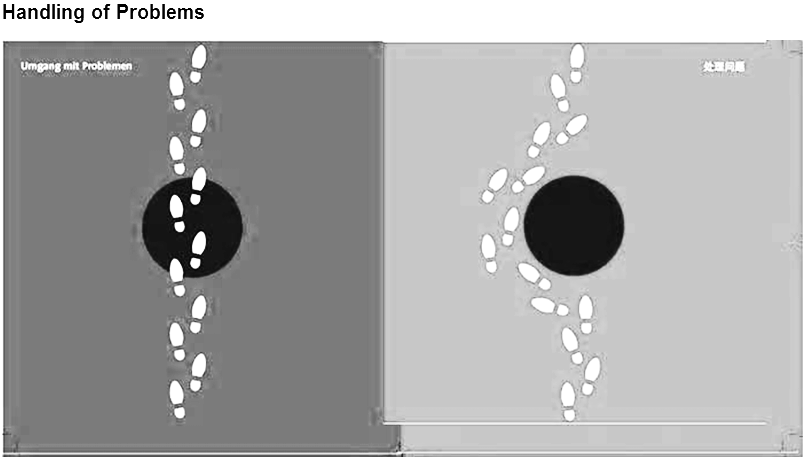 Handling of Problems
Umgang mit Problemen
处理问题